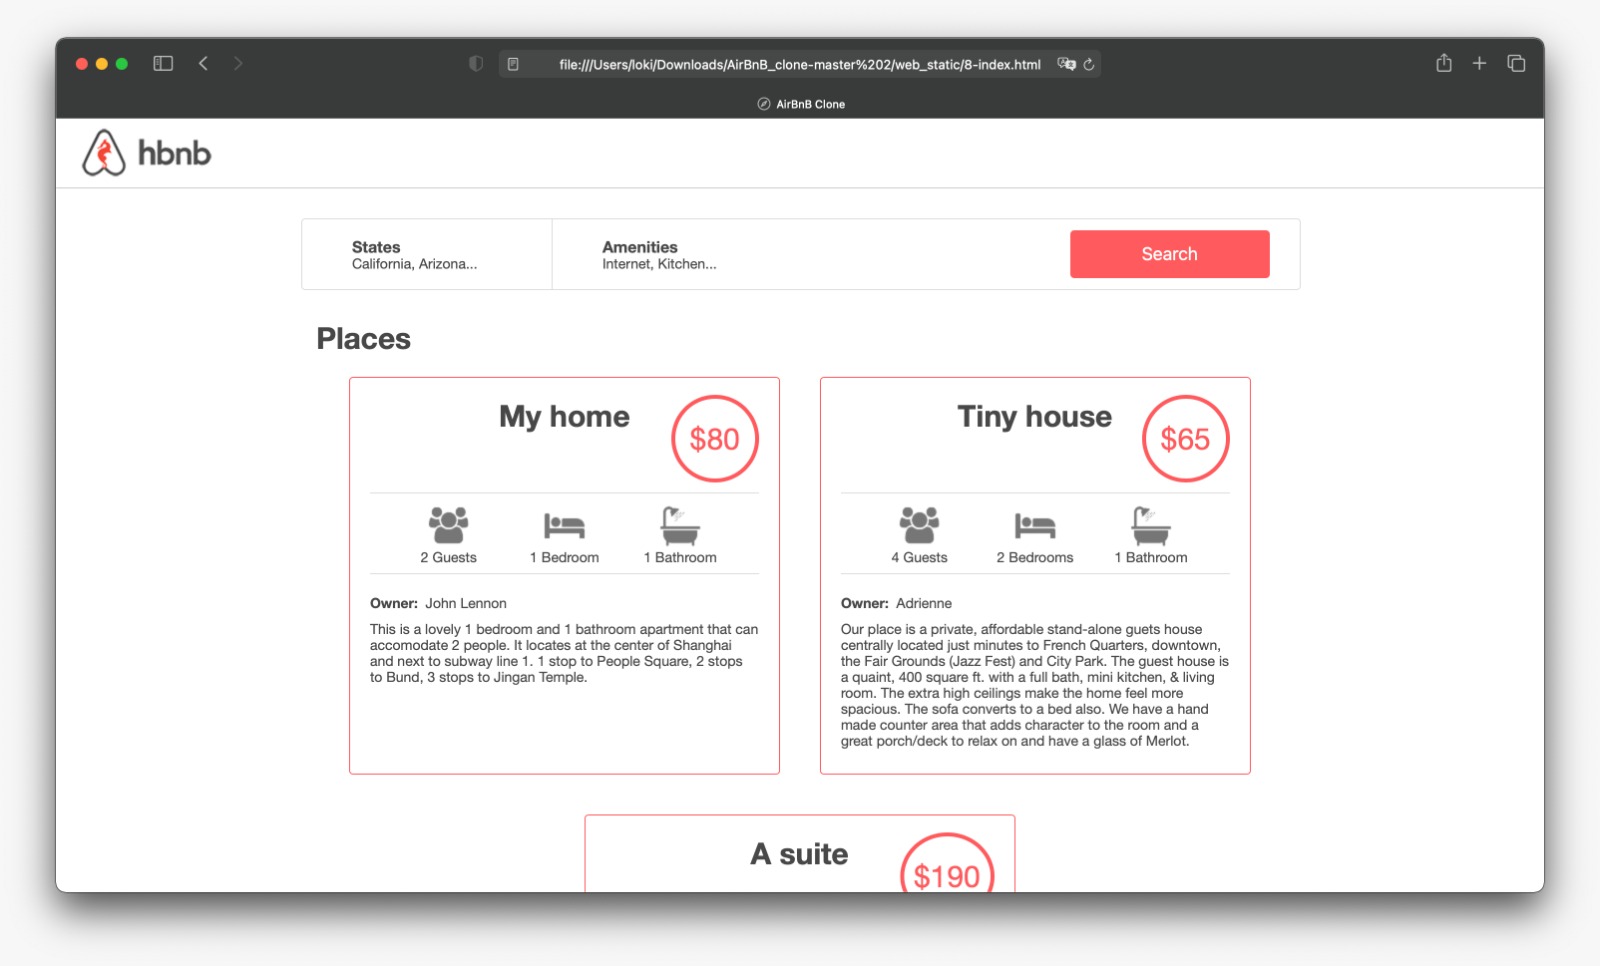 file:///Users/loki/Downloads/AirBnB_clone-master%202/web_static/8-index.html
AirBnB Clone
hbnb
States
California, Arizona...
Amenities
Internet, Kitchen...
Search
Places
My home
$80
2 Guests
1 Bedroom
1 Bathroom
Owner: John Lennon
This is a lovely 1 bedroom and 1 bathroom apartment that can
accomodate 2 people. It locates at the center of Shanghai
and next to subway line 1. 1 stop to People Square, 2 stops
to Bund, 3 stops to Jingan Temple.
Tiny house
$65
4 Guests
2 Bedrooms
1 Bathroom
Owner: Adrienne
Our place is a private, affordable stand-alone guets house
centrally located just minutes to French Quarters, downtown,
the Fair Grounds (Jazz Fest) and City Park. The guest house is
a quaint, 400 square ft. with a full bath, mini kitchen, & living
room. The extra high ceilings make the home feel more
spacious. The sofa converts to a bed also. We have a hand
made counter area that adds character to the room and a
great porch/deck to relax on and have a glass of Merlot.
A suite
$190